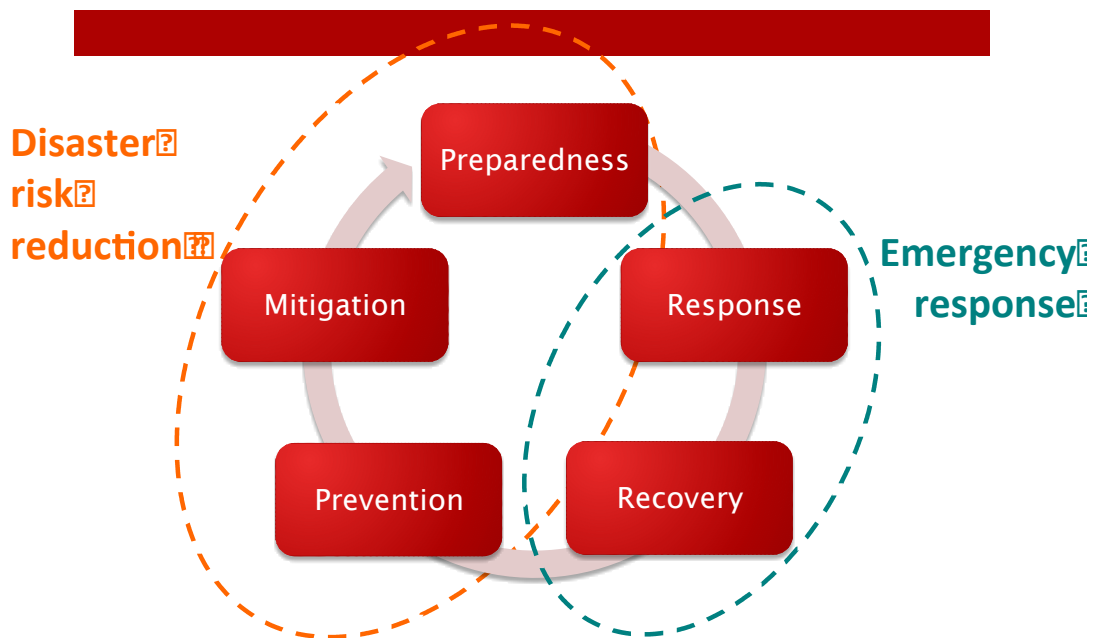 Preparedness
Disaster
risk
reduction
Mitigation
Response
Emergency
response
Prevention
Recovery